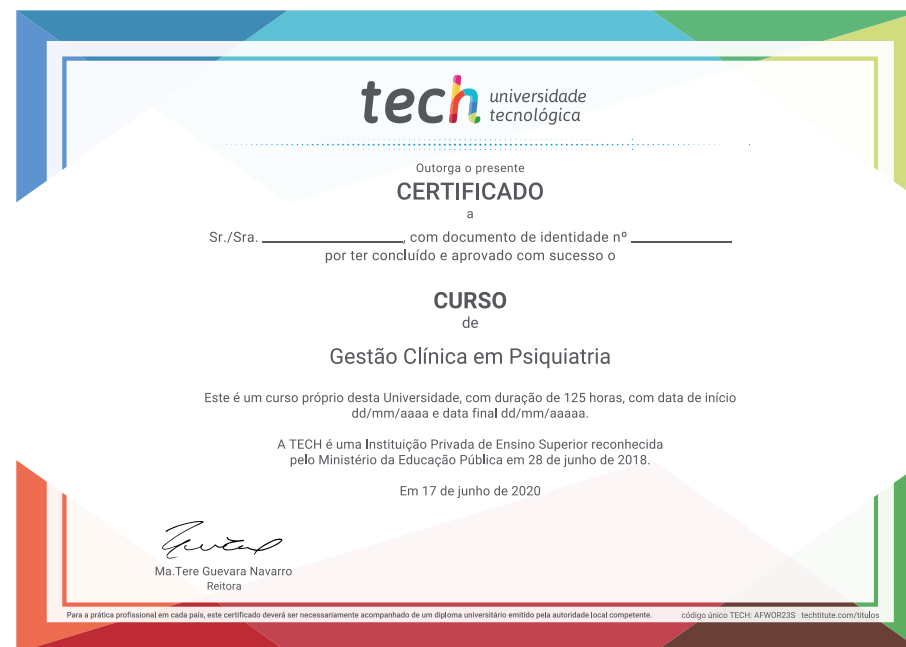 tech universidade
tecnológica
Outorga o presente
CERTIFICADO
a
Sr./Sra. ____________________, com documento de identidade nº ______________
por ter concluído e aprovado com sucesso o
CURSO
de
Gestão Clínica em Psiquiatria
Este é um curso próprio desta Universidade, com duração de 125 horas, com data de início
dd/mm/aaaa e data final dd/mm/aaaaa.
A TECH é uma Instituição Privada de Ensino Superior reconhecida
pelo Ministério da Educação Pública em 28 de junho de 2018.
Em 17 de junho de 2020
Ma.Tere Guevara Navarro
Reitora
Para a prática profissional em cada país, este certificado deverá ser necessariamente acompanhado de um diploma universitário emitido pela autoridade local competente. código único TECH: AFWOR23S techtitute.com/titulos